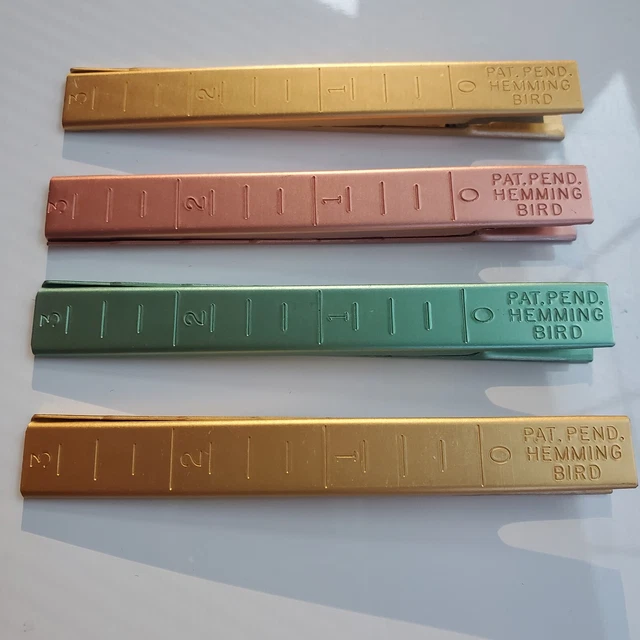 3 2 1 0 PAT. PEND.
HEMMING
BIRD
3 2 1 0 PAT. PEND.
HEMMING
BIRD
3 2 1 0 PAT. PEND.
HEMMING
BIRD
3 2 1 0 PAT. PEND.
HEMMING
BIRD